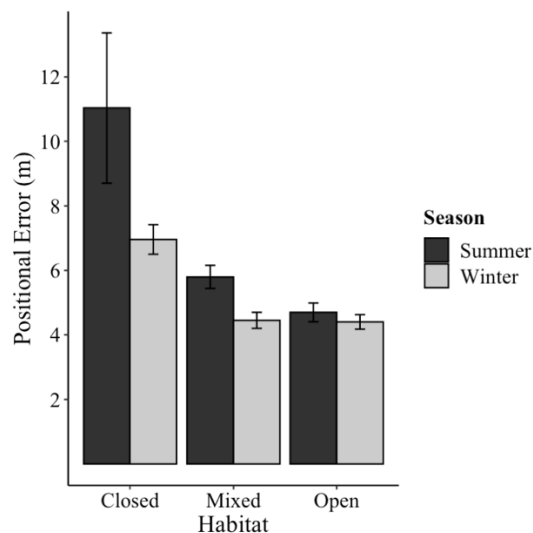 Positional Error (m)
12
10
8
6
4
2
Closed Mixed Open
Habitat
Season
Summer
Winter